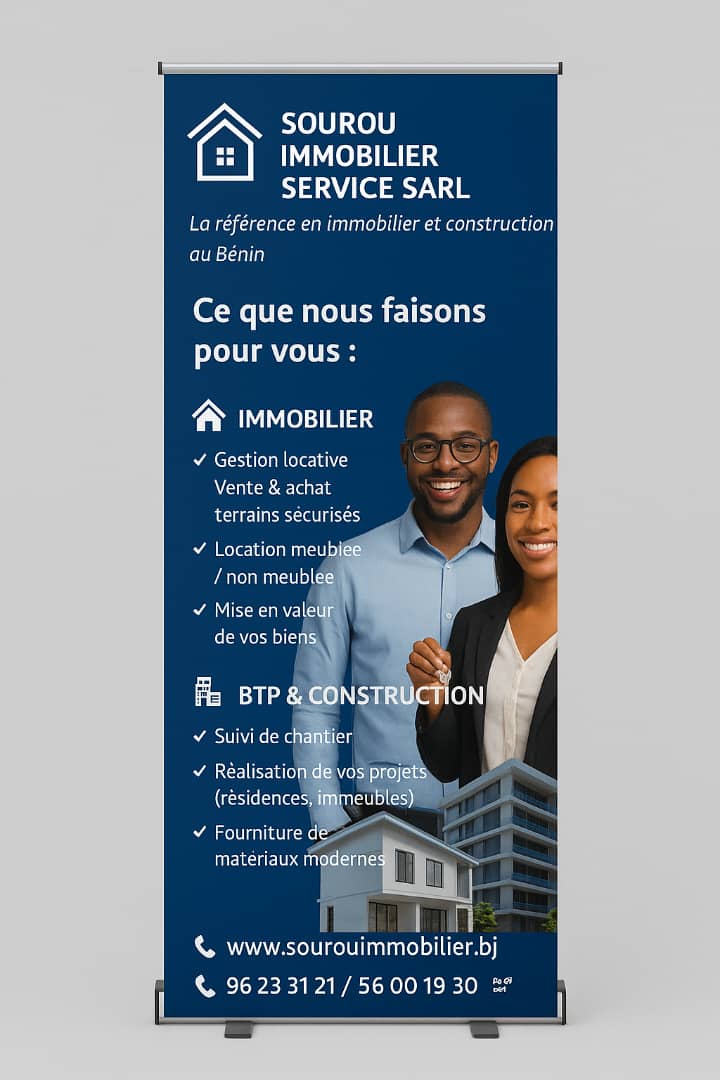 SOUROU
IMMOBILIER
SERVICE SARL
La référence en immobilier et construction
au Bénin
Ce que nous faisons
pour vous :
IMMOBILIER
✓ Gestion locative
Vente & achat
terrains sécurisés
✓ Location meublee
/ non meublee
✓ Mise en valeur
de vos biens
BTP & CONSTRUCTION
✓ Suivi de chantier
✓ Rèalisation de vos projets
(rèsidences, immeubles)
✓ Fourniture de
matériaux modernes
www.sourouimmobilier.bj
96 23 31 21 / 56 00 19 30